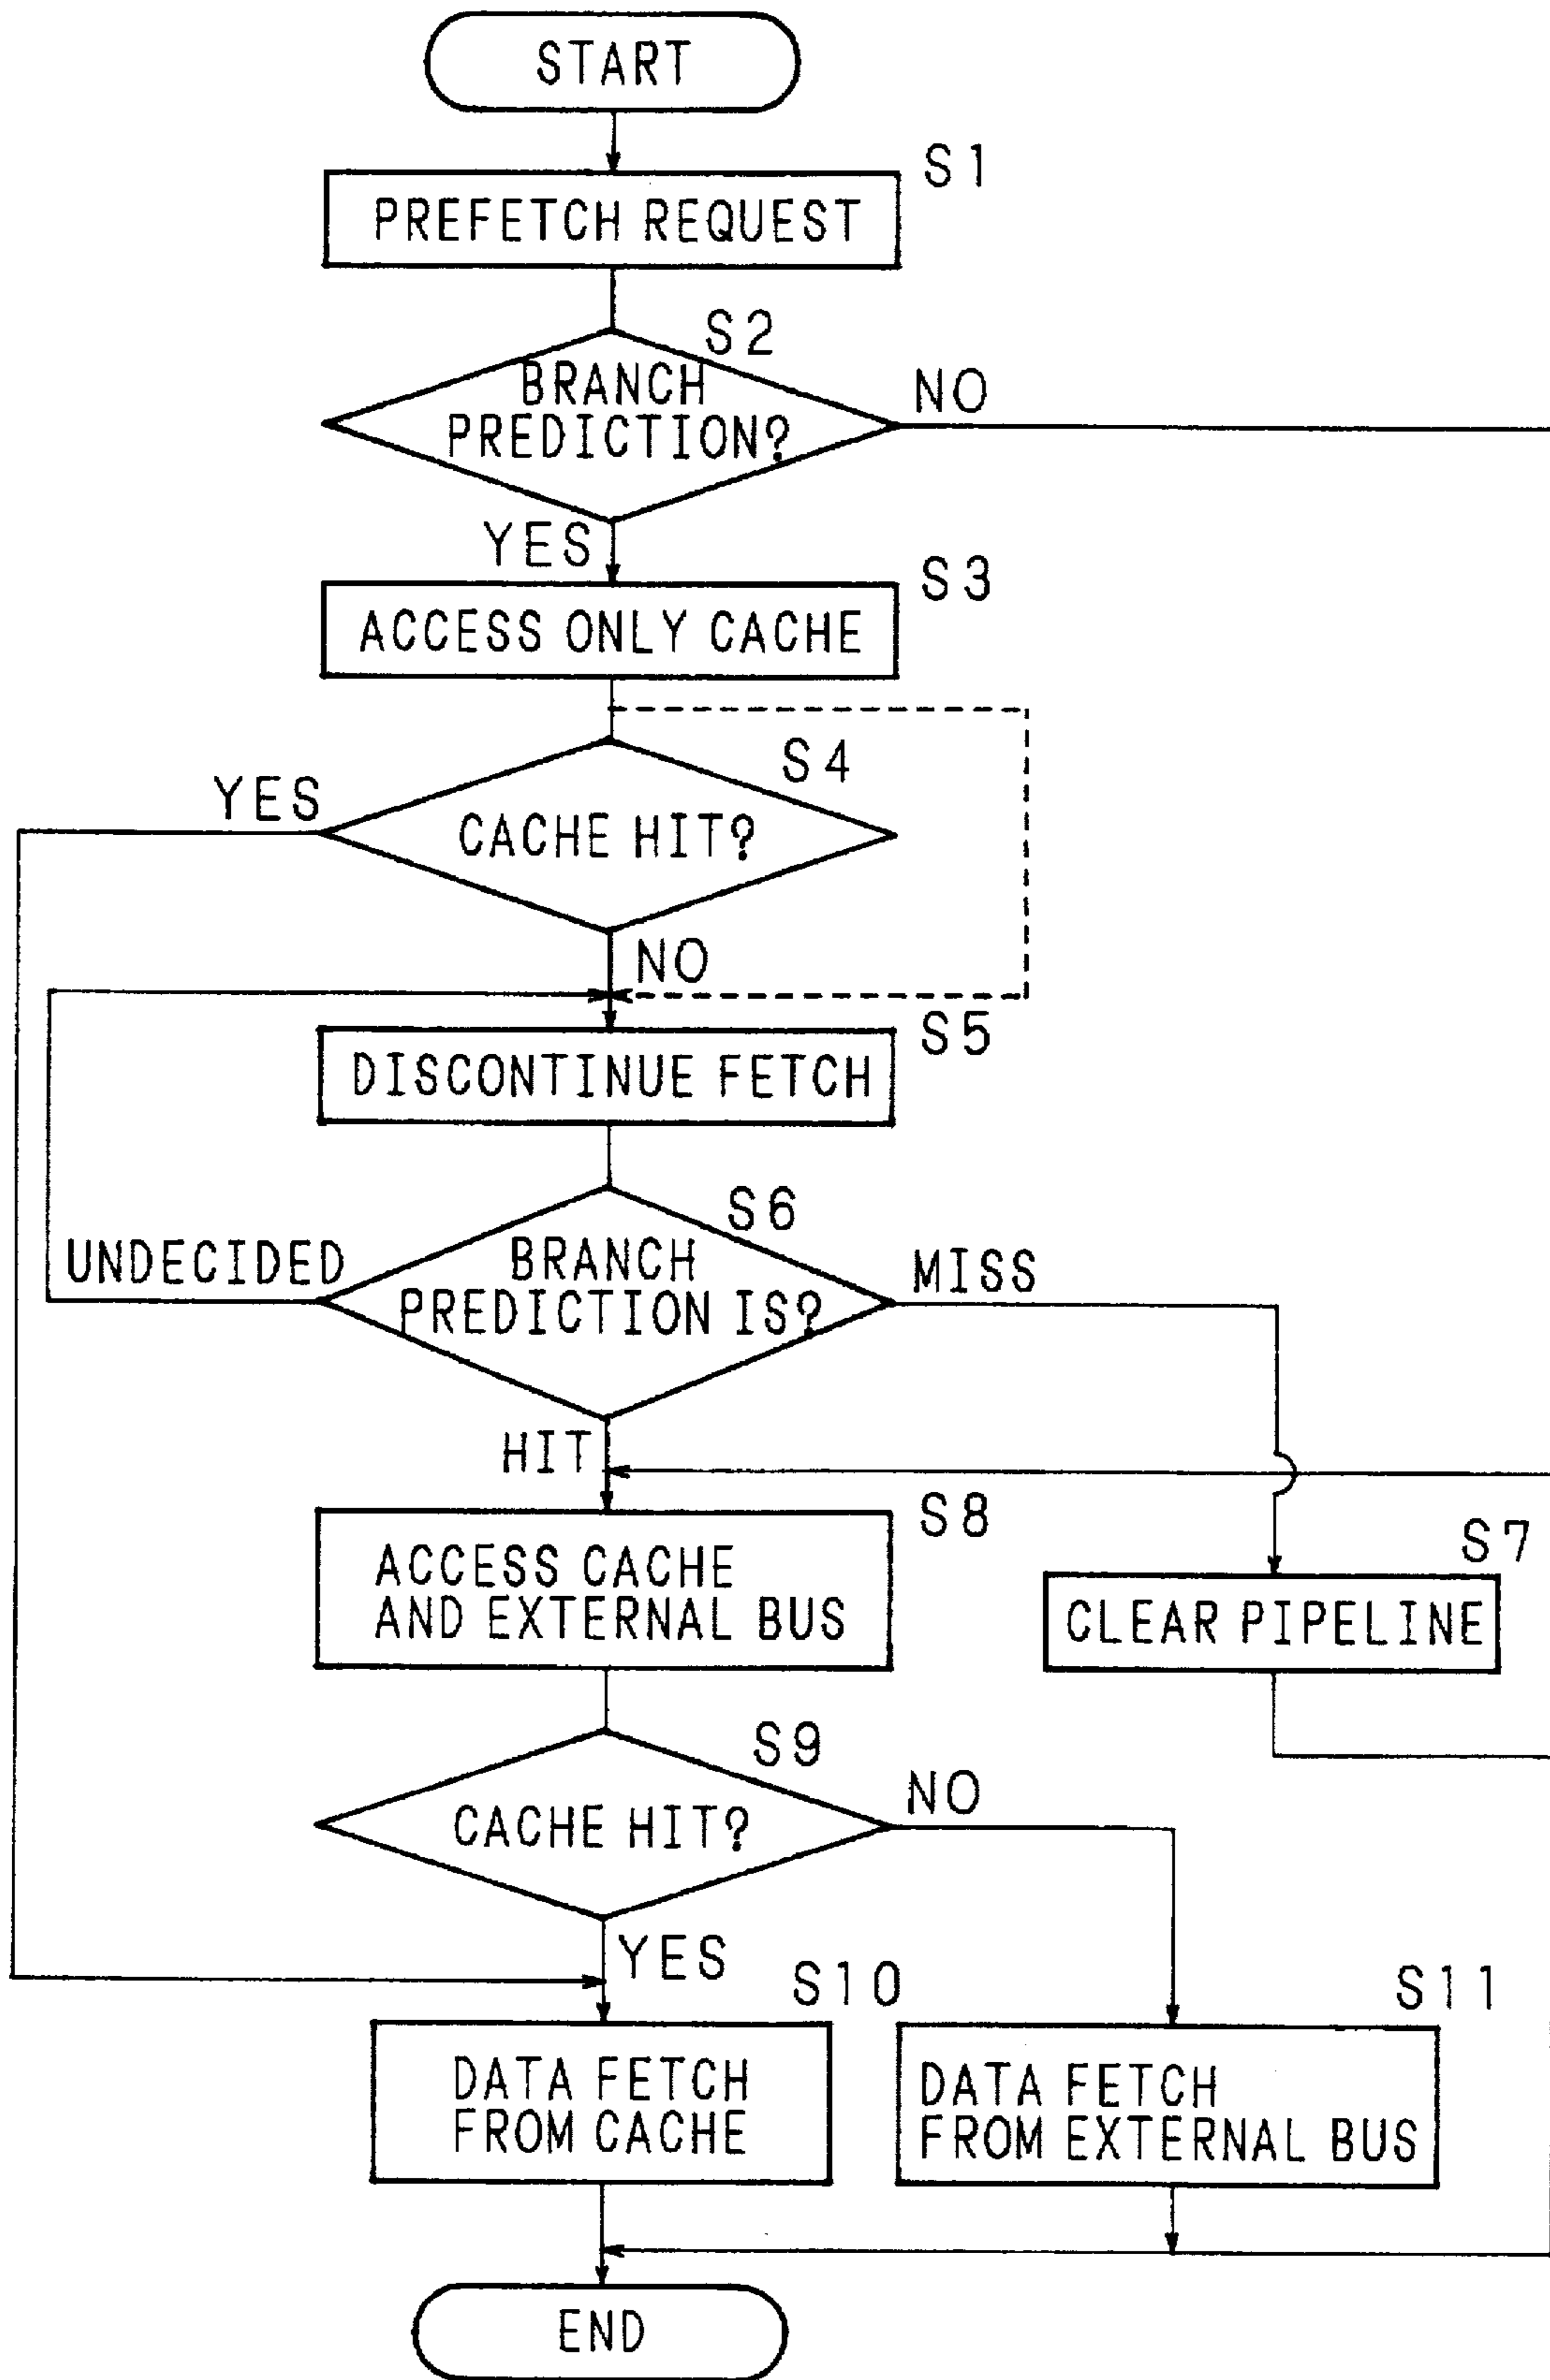 START
S1
PREFETCH REQUEST
S2
BRANCH
PREDICTION?
NO
YES
S3
ACCESS ONLY CACHE
S4
YES
CACHE HIT?
NO
S5
DISCONTINUE FETCH
S6
UNDECIDED
BRANCH
PREDICTION IS?
MISS
HIT
S8
ACCESS CACHE
AND EXTERNAL BUS
S7
CLEAR PIPELINE
S9
CACHE HIT?
NO
YES
S10
S11
DATA FETCH
FROM CACHE
DATA FETCH
FROM EXTERNAL BUS
END